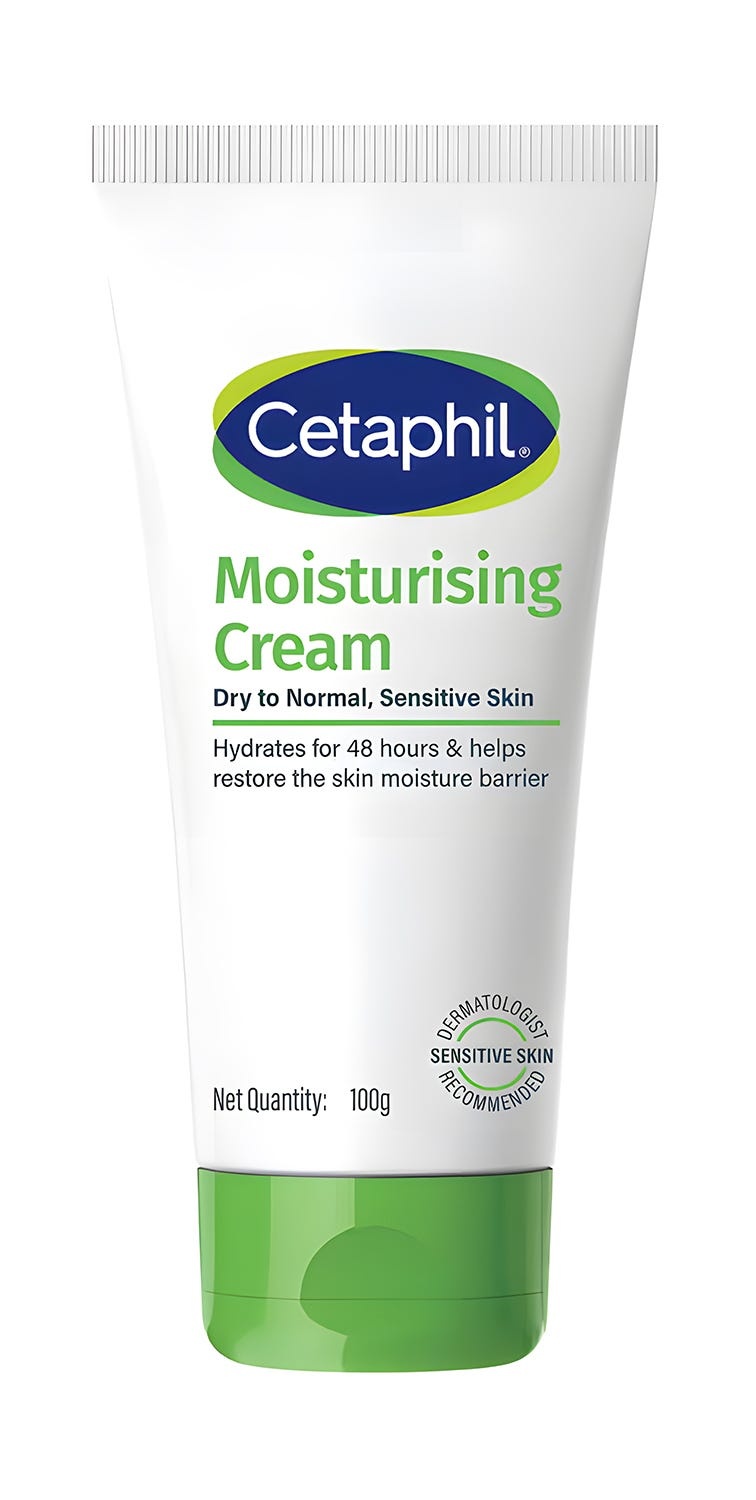 Cetaphil®
Moisturising
Cream
Dry to Normal, Sensitive Skin
Hydrates for 48 hours & helps
restore the skin moisture barrier
DERMATOLOGIST
SENSITIVE SKIN
RECOMMENDED
Net Quantity: 100g